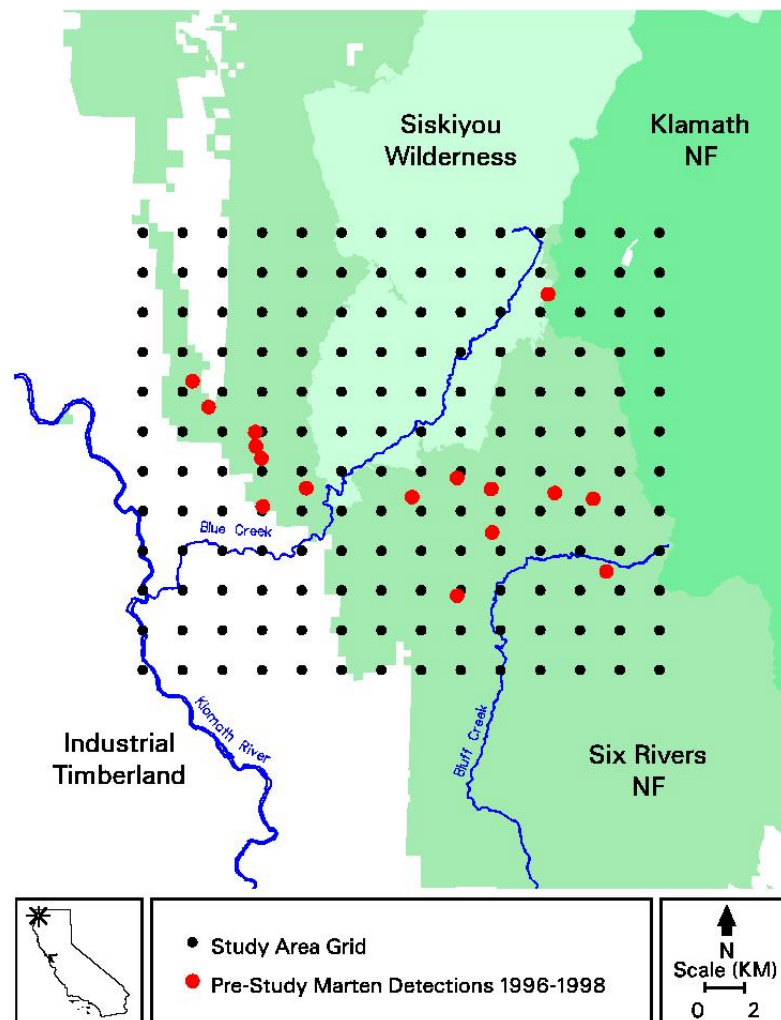 Siskiyou
Wilderness
Klamath
NF
Blue Creek
Klamath River
Bluff Creek
Industrial
Timberland
Six Rivers
NF
Study Area Grid
Pre-Study Marten Detections 1996-1998
N
Scale (KM)
0 2